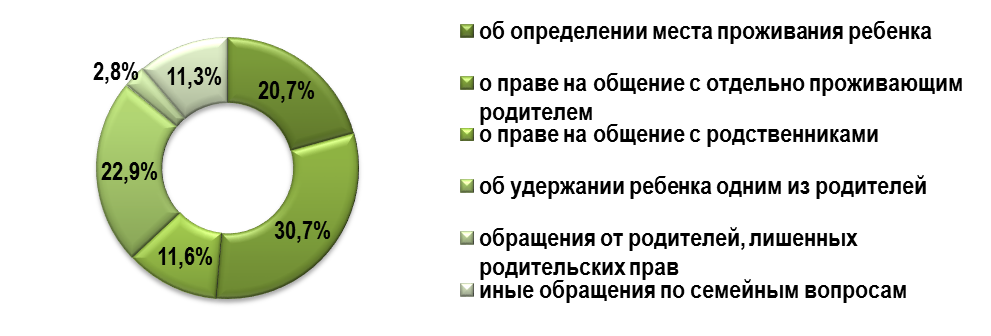 2,8%
11,3%
20,7%
22,9%
11,6%
30,7%
об определении места проживания ребенка
о праве на общение с отдельно проживающим
родителем
о праве на общение с родственниками
об удержании ребенка одним из родителей
обращения от родителей, лишенных
родительских прав
иные обращения по семейным вопросам